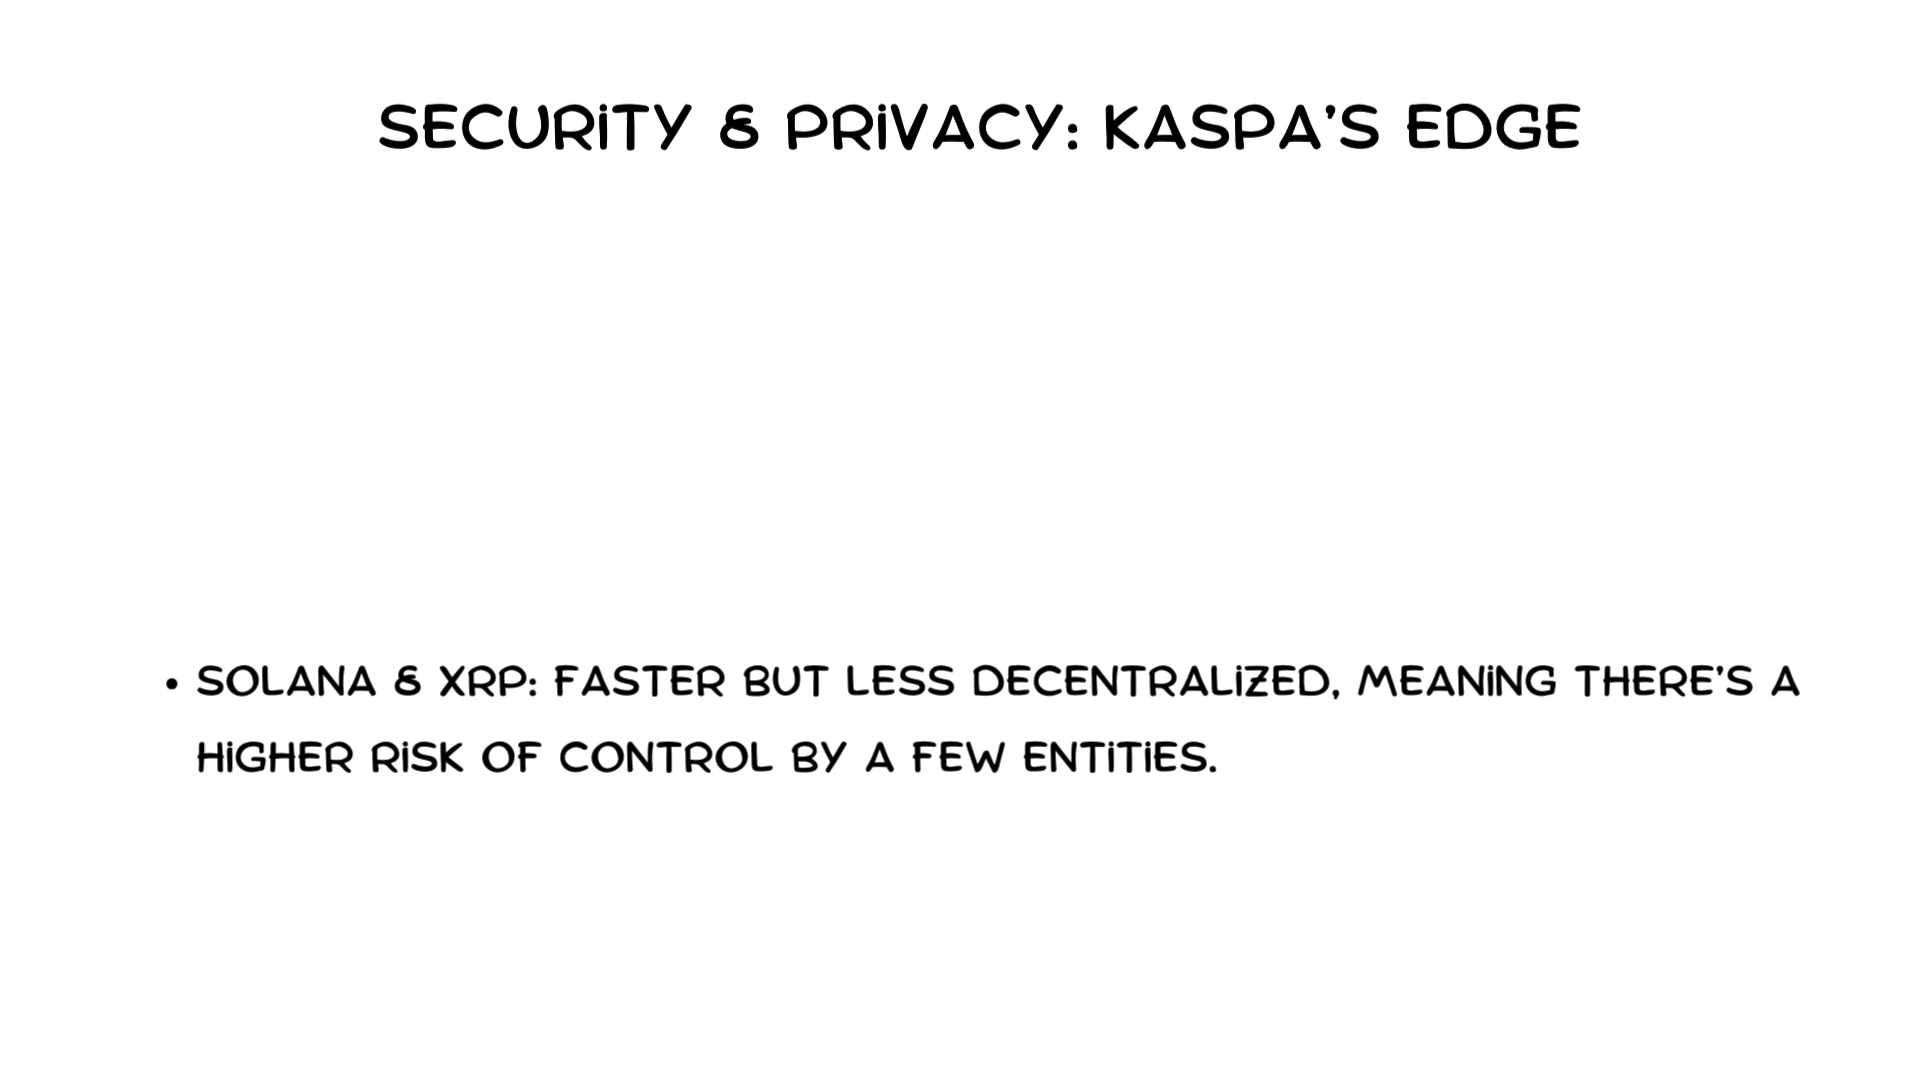 SECURiTY & PRiVACY: KASPA'S EDGE
• SOLANA & XRP: FASTER BUT LESS DECENTRALiZED, MEANiNG THERE'S A
HiGHER RiSK OF CONTROL BY A FEW ENTiTiES.